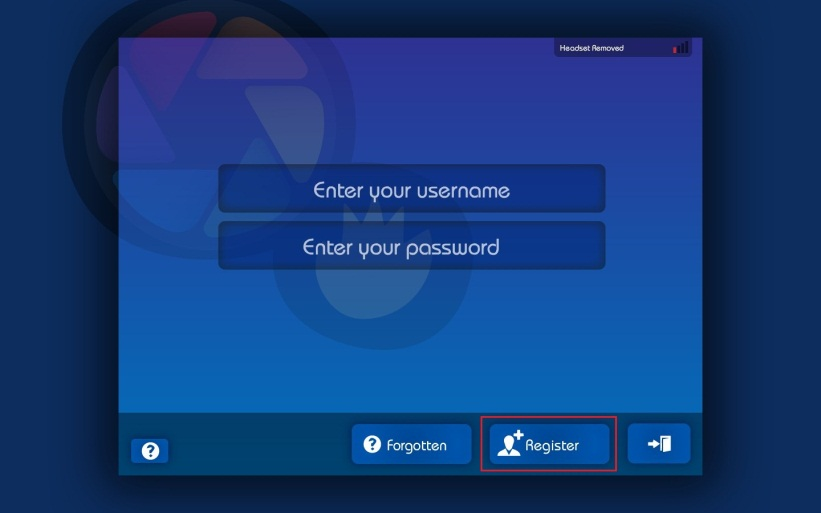 Headset Removed
Enter your username
Enter your password
?
? Forgotten
Register